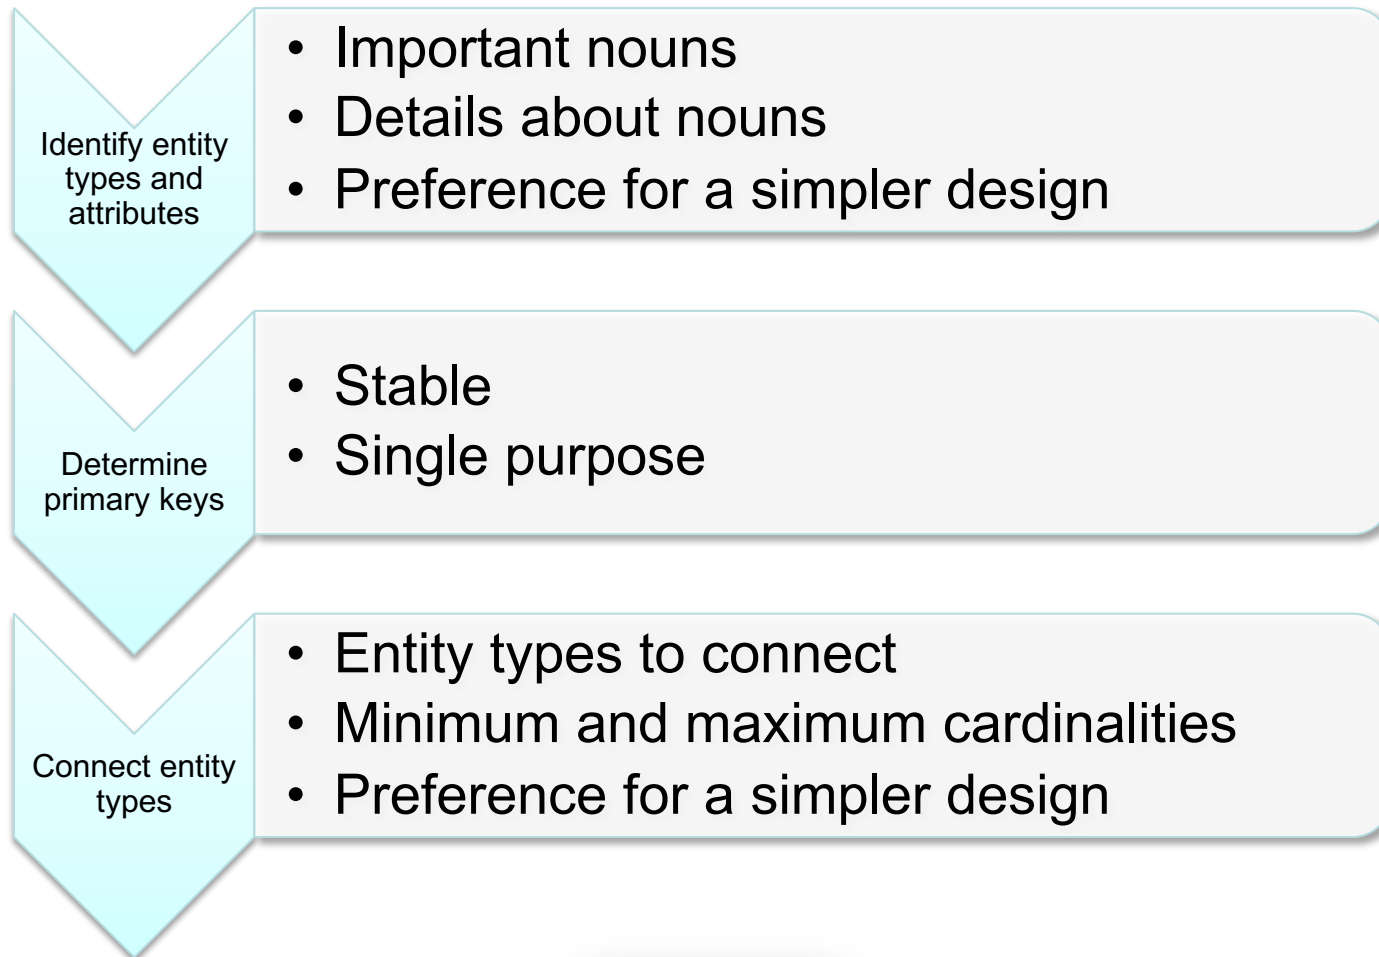 Identify entity
types and
attributes
• Important nouns
• Details about nouns
• Preference for a simpler design
Determine
primary keys
• Stable
• Single purpose
Connect entity
types
• Entity types to connect
• Minimum and maximum cardinalities
• Preference for a simpler design